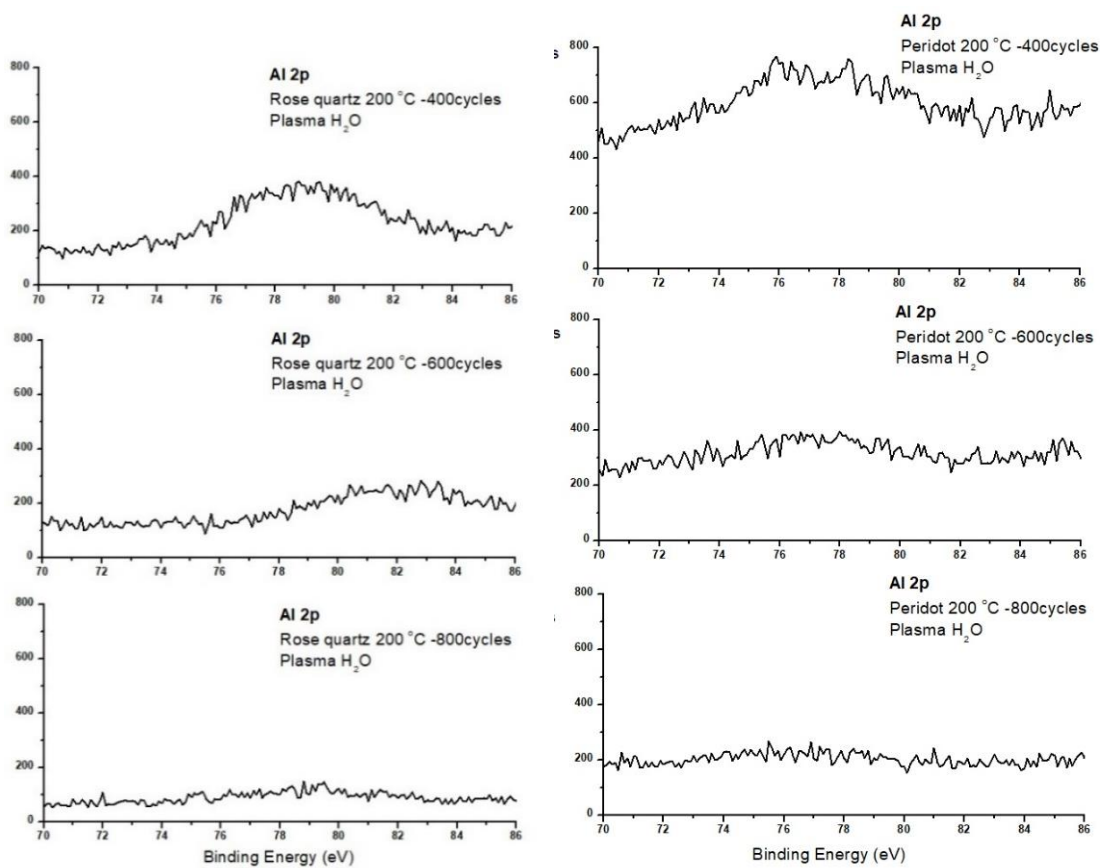 Al 2p
Rose quartz 200 °C -400cycles
Plasma H₂O
800
600
400
200
0
70 72 74 76 78 80 82 84 86
Al 2p
Rose quartz 200 °C -600cycles
Plasma H₂O
800
600
400
200
0
70 72 74 76 78 80 82 84 86
Al 2p
Rose quartz 200 °C -800cycles
Plasma H₂O
800
600
400
200
0
70 72 74 76 78 80 82 84 86
Binding Energy (eV)
Al 2p
s
Peridot 200 °C -400cycles
Plasma H₂O
800
600
400
200
0
70 72 74 76 78 80 82 84 86
Al 2p
s
Peridot 200 °C -600cycles
Plasma H₂O
800
600
400
200
0
70 72 74 76 78 80 82 84 86
Al 2p
Peridot 200 °C -800cycles
Plasma H₂O
800
600
400
200
0
70 72 74 76 78 80 82 84 86
Binding Energy (eV)